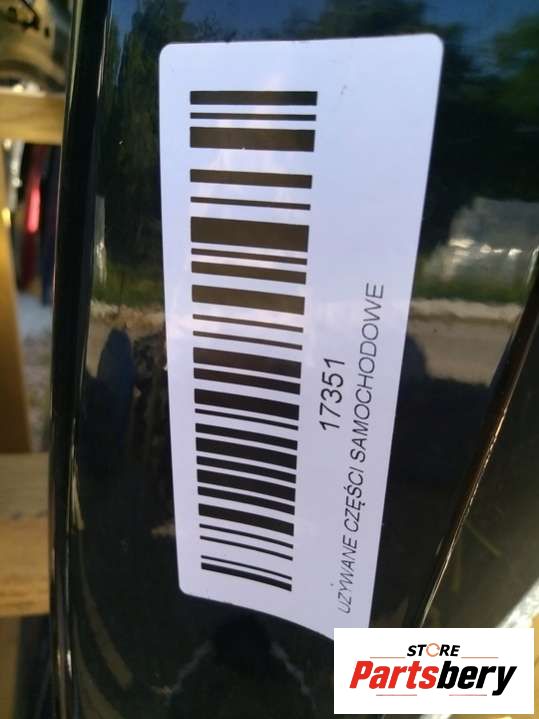 17351
UŻYWANE CZĘŚCI SAMOCHODOWE
STORE
Partsbery